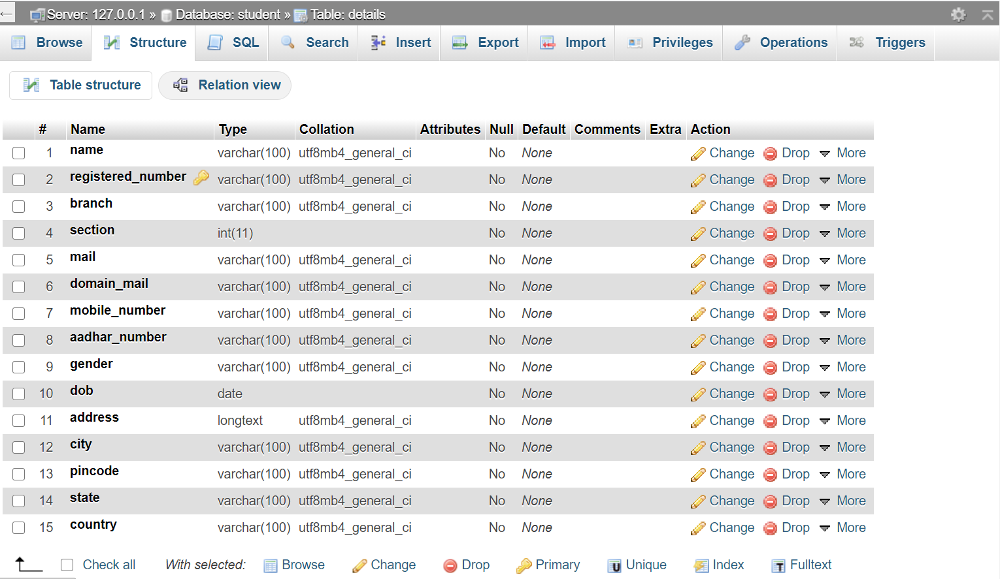 ← Server: 127.0.0.1 » Database: student » Table: details
Browse Structure SQL Search Insert Export Import Privileges Operations Triggers
Table structure Relation view
# Name Type Collation Attributes Null Default Comments Extra Action
1 name varchar(100) utf8mb4_general_ci No None Change Drop More
2 registered_number varchar(100) utf8mb4_general_ci No None Change Drop More
3 branch varchar(100) utf8mb4_general_ci No None Change Drop More
4 section int(11) No None Change Drop More
5 mail varchar(100) utf8mb4_general_ci No None Change Drop More
6 domain_mail varchar(100) utf8mb4_general_ci No None Change Drop More
7 mobile_number varchar(100) utf8mb4_general_ci No None Change Drop More
8 aadhar_number varchar(100) utf8mb4_general_ci No None Change Drop More
9 gender varchar(100) utf8mb4_general_ci No None Change Drop More
10 dob date No None Change Drop More
11 address longtext utf8mb4_general_ci No None Change Drop More
12 city varchar(100) utf8mb4_general_ci No None Change Drop More
13 pincode varchar(100) utf8mb4_general_ci No None Change Drop More
14 state varchar(100) utf8mb4_general_ci No None Change Drop More
15 country varchar(100) utf8mb4_general_ci No None Change Drop More
Check all With selected: Browse Change Drop Primary Unique Index Fulltext